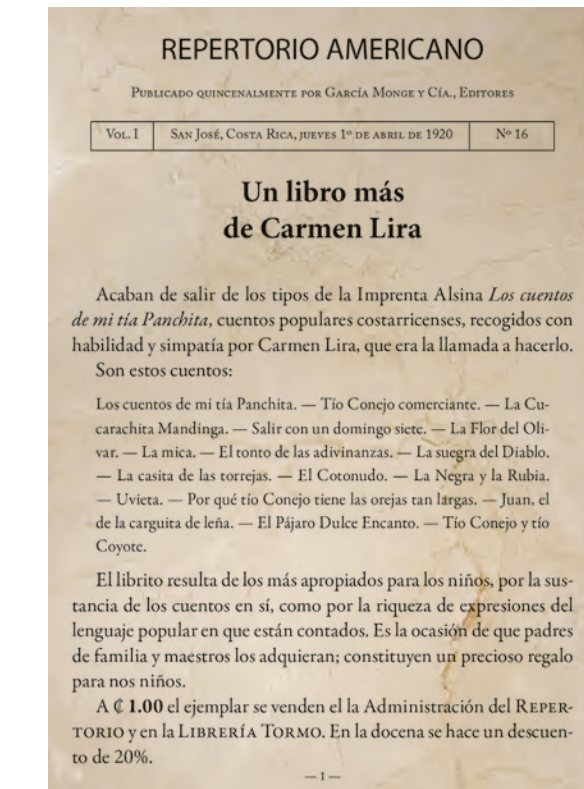 REPERTORIO AMERICANO
Publicado quincenalmente por García Monge y Cía., Editores
Vol. I San José, Costa Rica, jueves 1º de abril de 1920 Nº 16
Un libro más
de Carmen Lira
Acaban de salir de los tipos de la Imprenta Alsina Los cuentos
de mi tía Panchita, cuentos populares costarricenses, recogidos con
habilidad y simpatía por Carmen Lira, que era la llamada a hacerlo.
Son estos cuentos:
Los cuentos de mi tía Panchita. — Tío Conejo comerciante. — La Cu-
carachita Mandinga. — Salir con un domingo siete. — La Flor del Oli-
var. — La mica. — El tonto de las adivinanzas. — La suegra del Diablo.
— La casita de las torrejas. — El Cotonudo. — La Negra y la Rubia.
— Uvieta. — Por qué tío Conejo tiene las orejas tan largas. — Juan, el
de la carguita de leña. — El Pájaro Dulce Encanto. — Tío Conejo y tío
Coyote.
El librito resulta de los más apropiados para los niños, por la sus-
tancia de los cuentos en sí, como por la riqueza de expresiones del
lenguaje popular en que están contados. Es la ocasión de que padres
de familia y maestros los adquieran; constituyen un precioso regalo
para nos niños.
A ₡ 1.00 el ejemplar se venden el la Administración del Reper-
torio y en la Librería Tormo. En la docena se hace un descuen-
to de 20%.
— 1 —